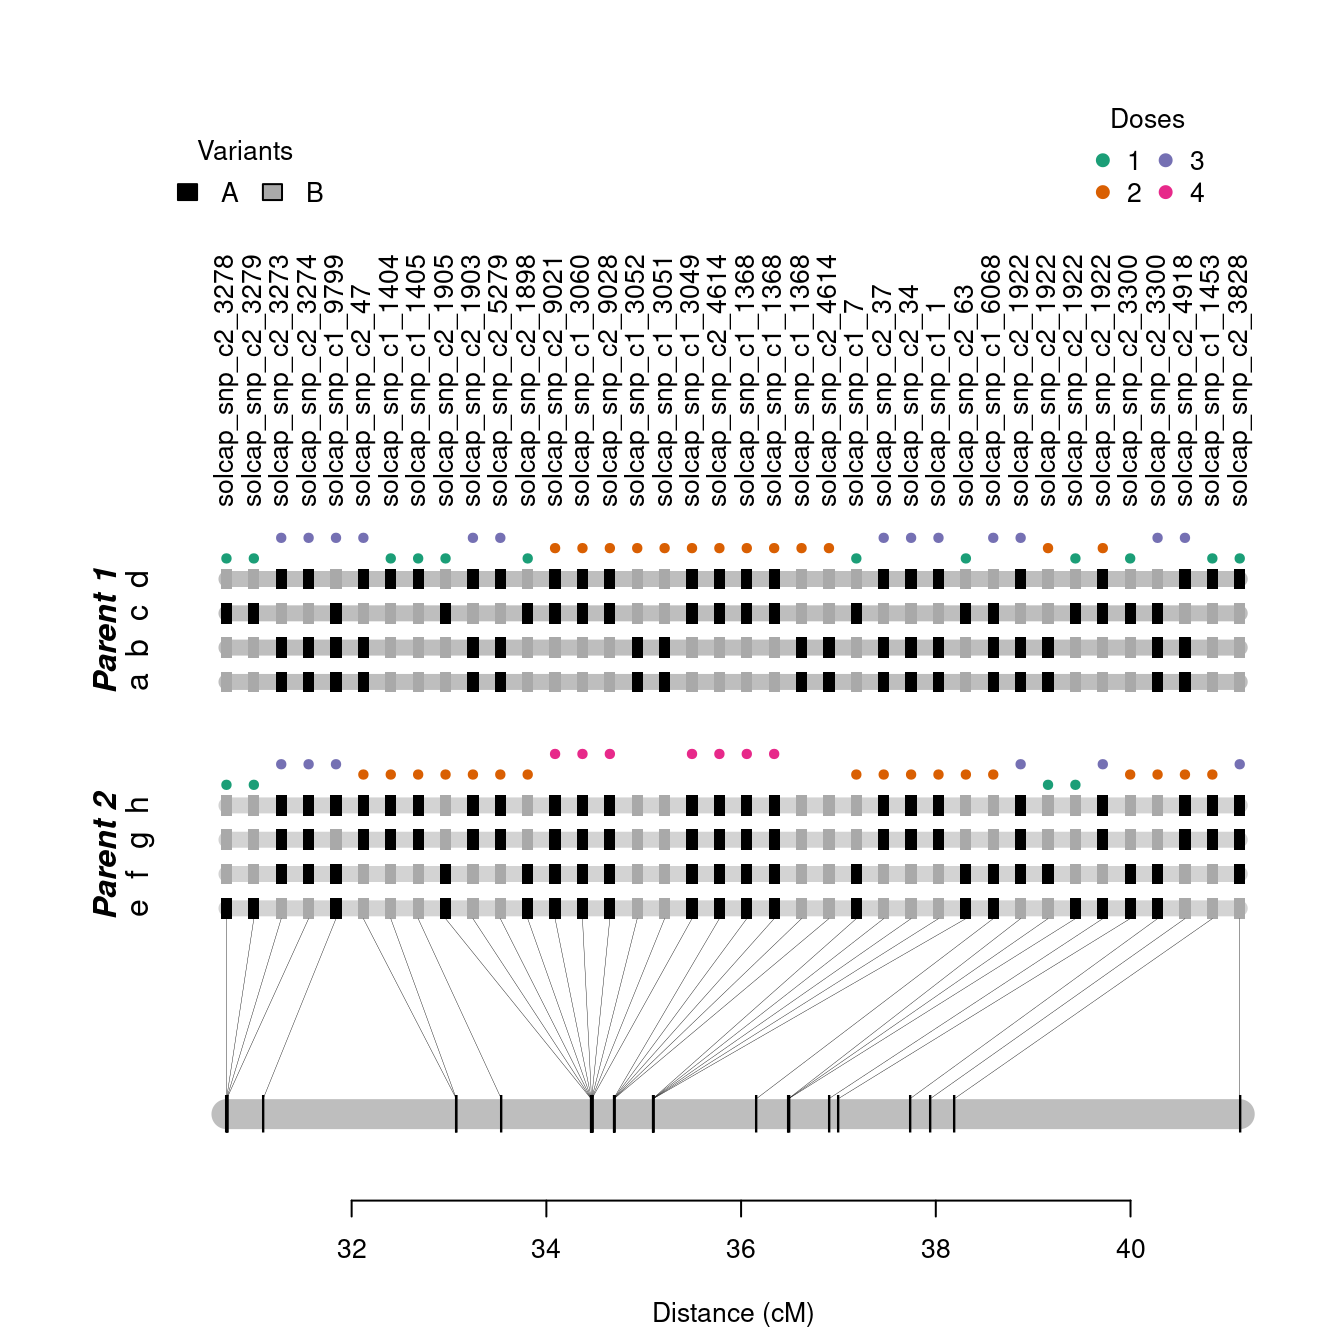 Doses
Variants
1 3
A B
2 4
solcap_snp_c2_3278
solcap_snp_c2_3279
solcap_snp_c2_3273
solcap_snp_c2_3274
solcap_snp_c1_9799
solcap_snp_c2_47
solcap_snp_c1_1404
solcap_snp_c1_1405
solcap_snp_c2_1905
solcap_snp_c2_1903
solcap_snp_c2_5279
solcap_snp_c2_1898
solcap_snp_c2_9021
solcap_snp_c1_3060
solcap_snp_c2_9028
solcap_snp_c1_3052
solcap_snp_c1_3051
solcap_snp_c1_3049
solcap_snp_c2_4614
solcap_snp_c1_1368
solcap_snp_c1_1368
solcap_snp_c1_1368
solcap_snp_c2_4614
solcap_snp_c1_7
solcap_snp_c2_37
solcap_snp_c2_34
solcap_snp_c1_1
solcap_snp_c2_63
solcap_snp_c1_6068
solcap_snp_c2_1922
solcap_snp_c2_1922
solcap_snp_c2_1922
solcap_snp_c2_1922
solcap_snp_c2_3300
solcap_snp_c2_3300
solcap_snp_c2_4918
solcap_snp_c1_1453
solcap_snp_c2_3828
Parent 1
d
c
b
a
Parent 2
h
g
f
e
32 34 36 38 40
Distance (cM)